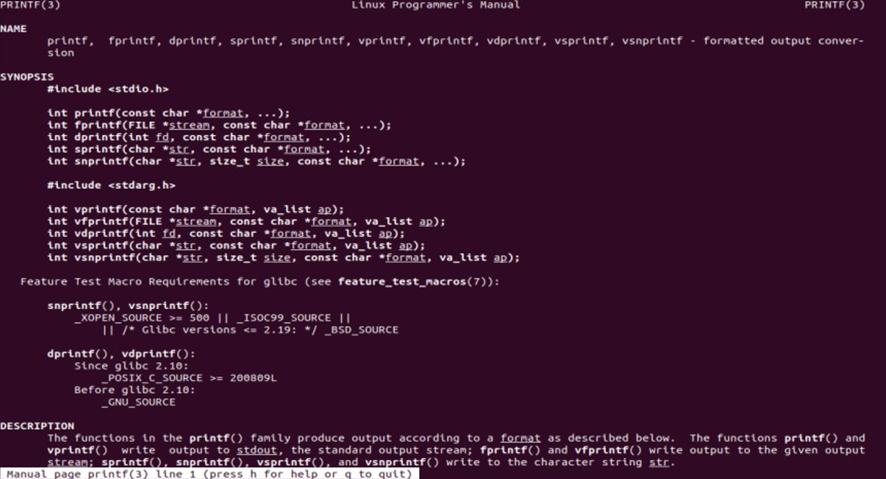 PRINTF(3) Linux Programmer's Manual PRINTF(3)
NAME
printf, fprintf, dprintf, sprintf, snprintf, vprintf, vfprintf, vdprintf, vsprintf, vsnprintf - formatted output conver-
sion
SYNOPSIS
#include <stdio.h>
int printf(const char *format, ...);
int fprintf(FILE *stream, const char *format, ...);
int dprintf(int fd, const char *format, ...);
int sprintf(char *str, const char *format, ...);
int snprintf(char *str, size_t size, const char *format, ...);
#include <stdarg.h>
int vprintf(const char *format, va_list ap);
int vfprintf(FILE *stream, const char *format, va_list ap);
int vdprintf(int fd, const char *format, va_list ap);
int vsprintf(char *str, const char *format, va_list ap);
int vsnprintf(char *str, size_t size, const char *format, va_list ap);
Feature Test Macro Requirements for glibc (see feature_test_macros(7)):
snprintf(), vsnprintf():
_XOPEN_SOURCE >= 500 || _ISOC99_SOURCE ||
|| /* Glibc versions <= 2.19: */ _BSD_SOURCE
dprintf(), vdprintf():
Since glibc 2.10:
_POSIX_C_SOURCE >= 200809L
Before glibc 2.10:
_GNU_SOURCE
DESCRIPTION
The functions in the printf() family produce output according to a format as described below. The functions printf() and
vprintf() write output to stdout, the standard output stream; fprintf() and vfprintf() write output to the given output
stream; sprintf(), snprintf(), vsprintf(), and vsnprintf() write to the character string str.
Manual page printf(3) line 1 (press h for help or q to quit)